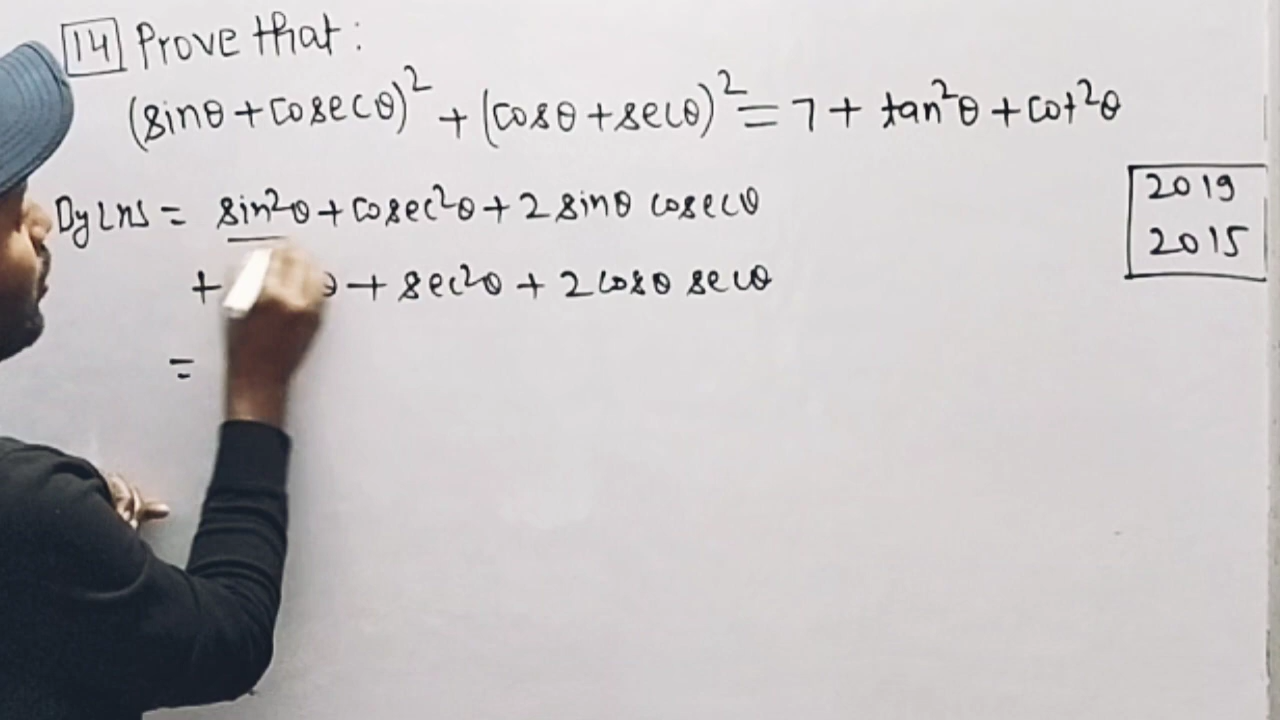 14 Prove that:
(sinθ + cosecθ)² + (cosθ + secθ)² = 7 + tan²θ + cot²θ
2019
2015
By LHS = sin²θ + cosec²θ + 2 sinθ cosecθ
+ θ + sec²θ + 2 cosθ secθ
=